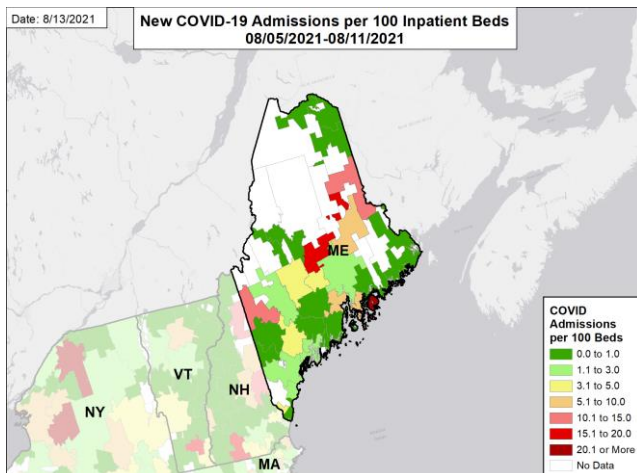 Date: 8/13/2021
New COVID-19 Admissions per 100 Inpatient Beds
08/05/2021-08/11/2021
ME
VT
NH
NY
MA
COVID
Admissions
per 100 Beds
0.0 to 1.0
1.1 to 3.0
3.1 to 5.0
5.1 to 10.0
10.1 to 15.0
15.1 to 20.0
20.1 or More
No Data